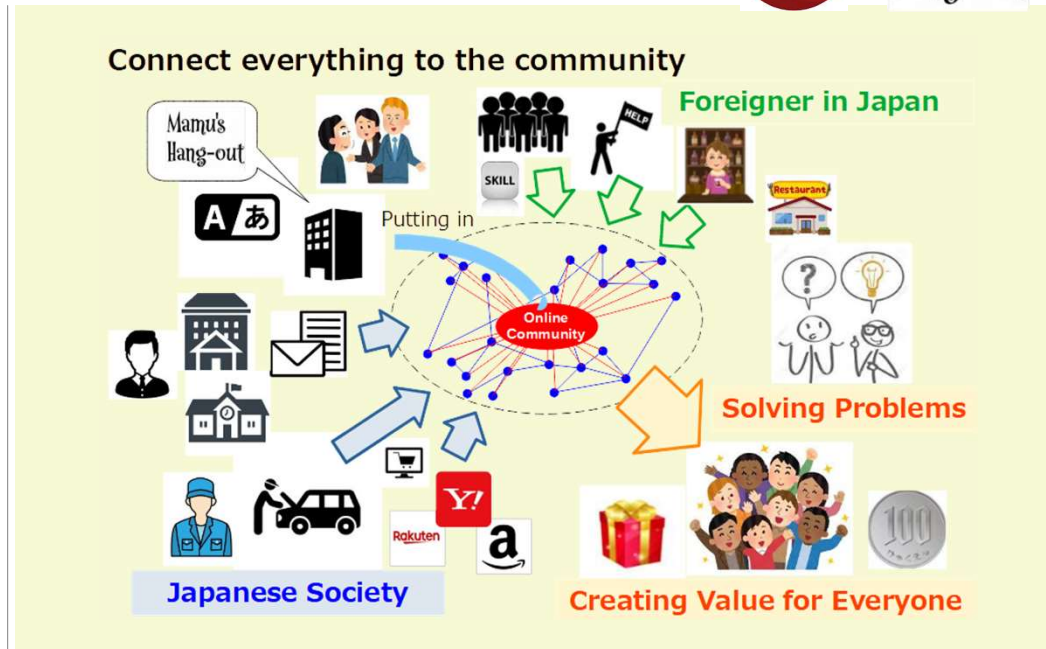 Connect everything to the community
Foreigner in Japan
Mamu's
Hang-out
HELP
SKILL
Restaurant
A あ
Putting in
?
Online
Community
Solving Problems
Y!
Rakuten
a
100
Japanese Society
Creating Value for Everyone